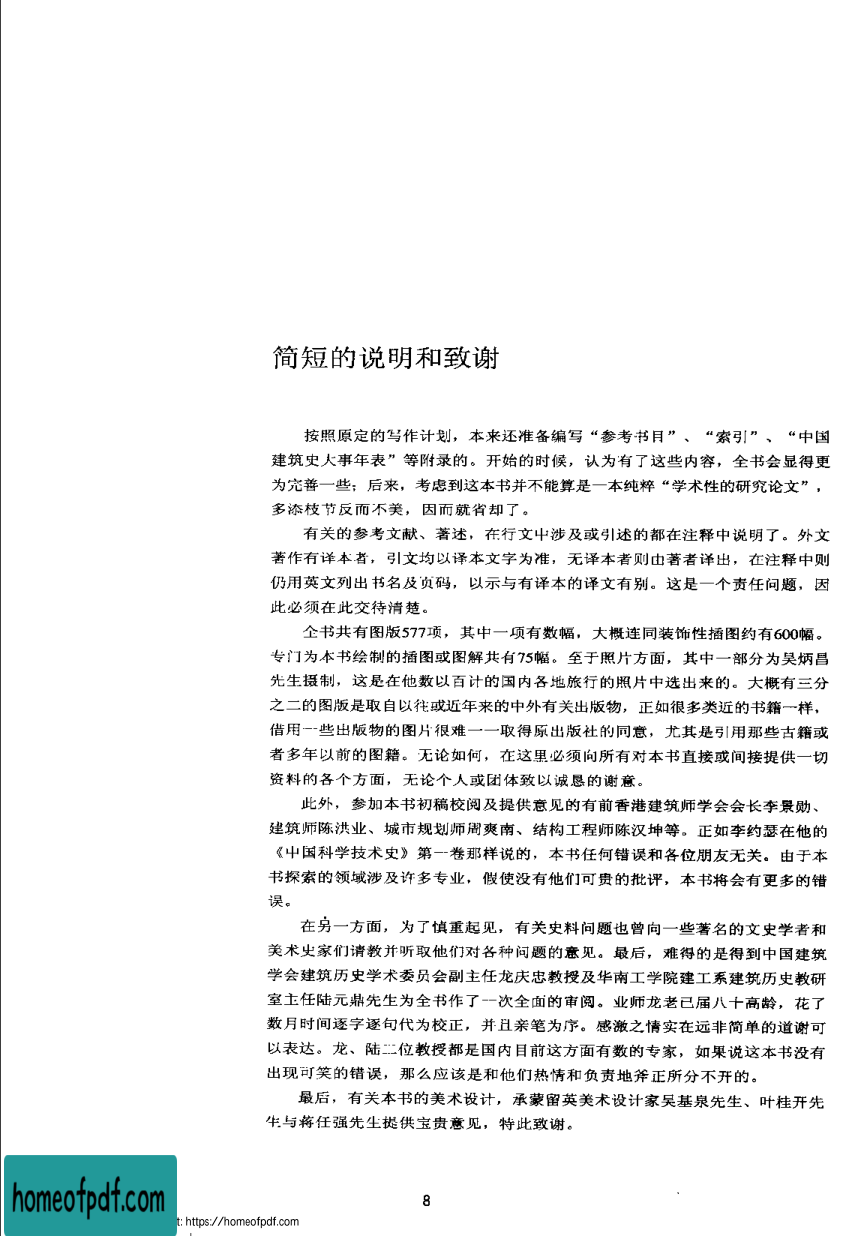 简短的说明和致谢
按照原定的写作计划，本来还准备编写“参考书目”、“索引”、“中国
建筑史大事年表”等附录的。开始的时候，认为有了这些内容，全书会显得更
为完善一些；后来，考虑到这本书并不能算是一本纯粹“学术性的研究论文”，
多添枝节反而不美，因而就省却了。
有关的参考文献、著述，在行文中涉及或引述的都在注释中说明了。外文
著作有译本者，引文均以译本文字为准，无译本者则由著者译出，在注释中则
仍用英文列出书名及页码，以示与有译本的译文有别。这是一个责任问题，因
此必须在此交待清楚。
全书共有图版577项，其中一项有数幅，大概连同装饰性插图约有600幅。
专门为本书绘制的插图或图解共有75幅。至于照片方面，其中一部分为吴炳昌
先生摄制，这是在他数以百计的国内各地旅行的照片中选出来的。大概有三分
之二的图版是取自以往或近年来的中外有关出版物，正如很多类近的书籍一样，
借用一些出版物的图片很难一一取得原出版社的同意，尤其是引用那些古籍或
者多年以前的图籍。无论如何，在这里必须向所有对本书直接或间接提供一切
资料的各个方面，无论个人或团体致以诚恳的谢意。
此外，参加本书初稿校阅及提供意见的有前香港建筑师学会会长李景勋、
建筑师陈洪业、城市规划师周爽南、结构工程师陈汉坤等。正如李约瑟在他的
《中国科学技术史》第一卷那样说的，本书任何错误和各位朋友无关。由于本
书探索的领域涉及许多专业，假使没有他们可贵的批评，本书将会有更多的错
误。
在另一方面，为了慎重起见，有关史料问题也曾向一些著名的文史学者和
美术史家们请教并听取他们对各种问题的意见。最后，难得的是得到中国建筑
学会建筑历史学术委员会副主任龙庆忠教授及华南工学院建工系建筑历史教研
室主任陆元鼎先生为全书作了一次全面的审阅。业师龙老已届八十高龄，花了
数月时间逐字逐句代为校正，并且亲笔为序。感激之情实在远非简单的道谢可
以表达。龙、陆二位教授都是国内目前这方面有数的专家，如果说这本书没有
出现可笑的错误，那么应该是和他们热情和负责地斧正所分不开的。
最后，有关本书的美术设计，承蒙留英美术设计家吴基泉先生、叶桂开先
生与蒋任强先生提供宝贵意见，特此致谢。
8
homeofpdf.com
t: https://homeofpdf.com